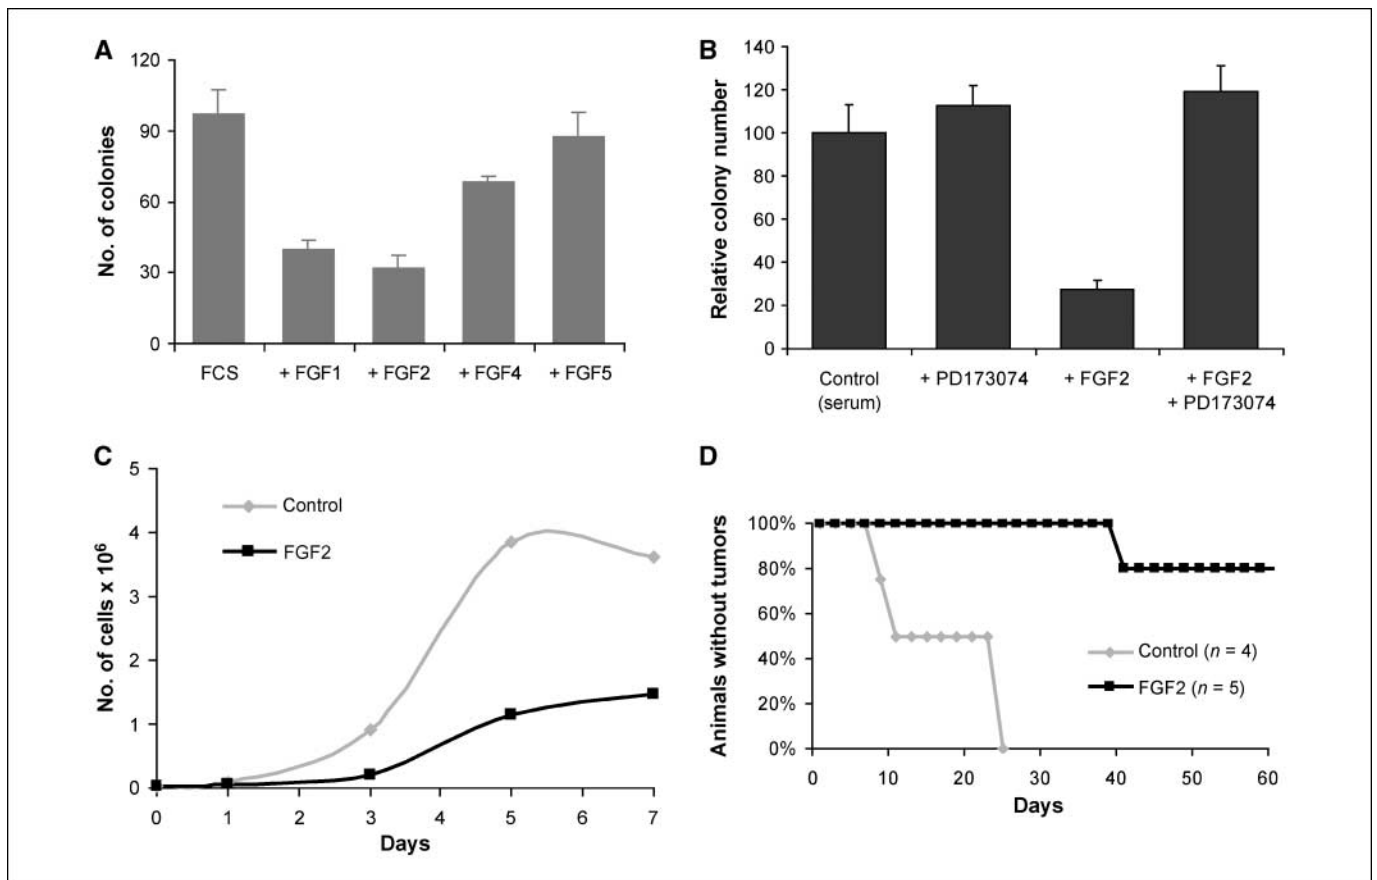 A
120
90
60
30
0
No. of colonies
FCS
+ FGF1
+ FGF2
+ FGF4
+ FGF5
B
140
120
100
80
60
40
20
0
Relative colony number
Control
(serum)
+ PD173074
+ FGF2
+ FGF2
+ PD173074
C
5
4
3
2
1
0
No. of cells x 10⁶
Control
FGF2
0 1 2 3 4 5 6 7
Days
D
100%
80%
60%
40%
20%
0%
Animals without tumors
Control (n = 4)
FGF2 (n = 5)
0 10 20 30 40 50 60
Days